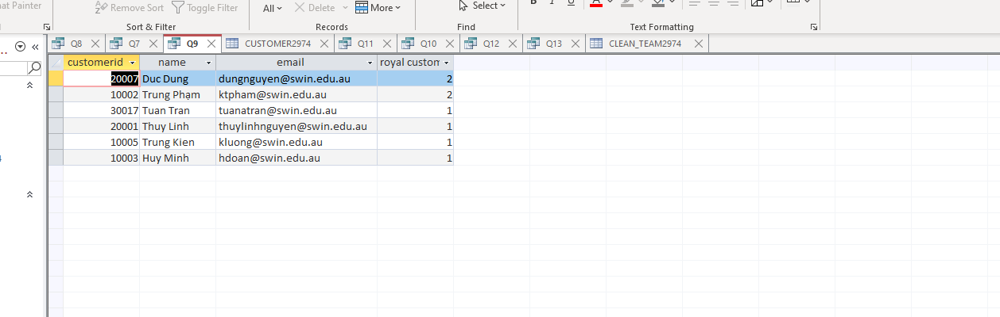 at Painter
Remove Sort
Toggle Filter
All
Delete
More
Select
B I U
A
Sort & Filter
Records
Find
Text Formatting
Q8
Q7
Q9
CUSTOMER2974
Q11
Q10
Q12
Q13
CLEAN_TEAM2974
customerid name email royal custom
20007 Duc Dung dungnguyen@swin.edu.au 2
10002 Trung Phạm ktpham@swin.edu.au 2
30017 Tuan Tran tuanatran@swin.edu.au 1
20001 Thuy Linh thuylinhnguyen@swin.edu.au 1
10005 Trung Kien kluong@swin.edu.au 1
10003 Huy Minh hdoan@swin.edu.au 1